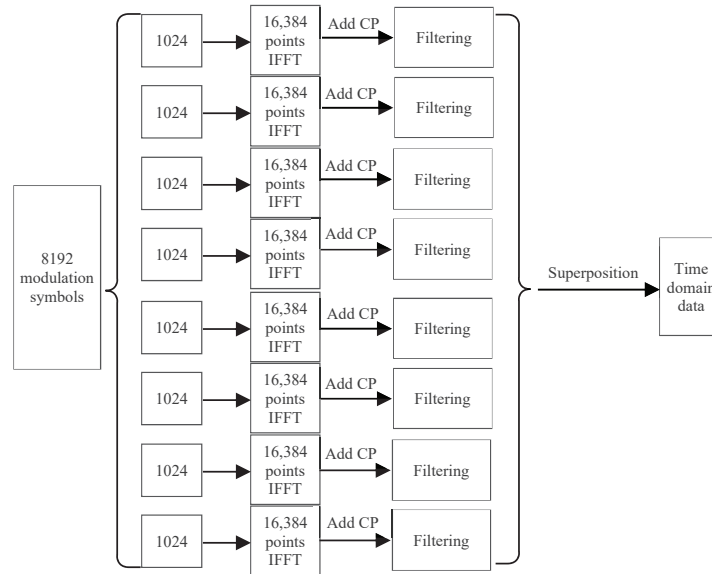 8192
modulation
symbols
1024
16,384
points
IFFT
Add CP
Filtering
1024
16,384
points
IFFT
Add CP
Filtering
1024
16,384
points
IFFT
Add CP
Filtering
1024
16,384
points
IFFT
Add CP
Filtering
1024
16,384
points
IFFT
Add CP
Filtering
1024
16,384
points
IFFT
Add CP
Filtering
1024
16,384
points
IFFT
Add CP
Filtering
1024
16,384
points
IFFT
Add CP
Filtering
Superposition
Time
domain
data